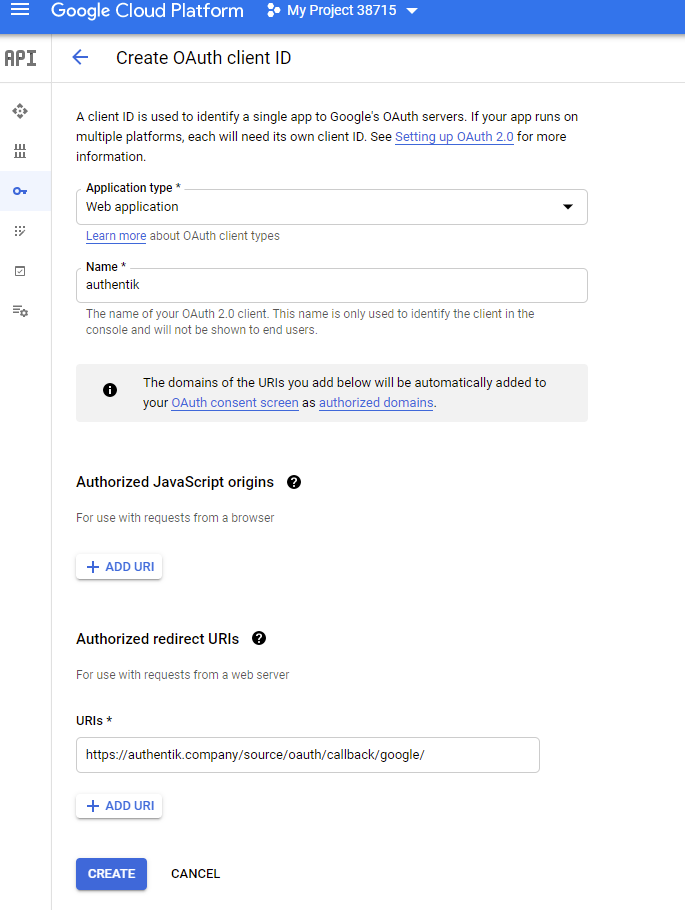 Google Cloud Platform My Project 38715
API Create OAuth client ID
A client ID is used to identify a single app to Google's OAuth servers. If your app runs on
multiple platforms, each will need its own client ID. See Setting up OAuth 2.0 for more
information.
Application type *
Web application
Learn more about OAuth client types
Name *
authentik
The name of your OAuth 2.0 client. This name is only used to identify the client in the
console and will not be shown to end users.
The domains of the URIs you add below will be automatically added to
your OAuth consent screen as authorized domains.
Authorized JavaScript origins
For use with requests from a browser
ADD URI
Authorized redirect URIs
For use with requests from a web server
URIs *
https://authentik.company/source/oauth/callback/google/
ADD URI
CREATE CANCEL